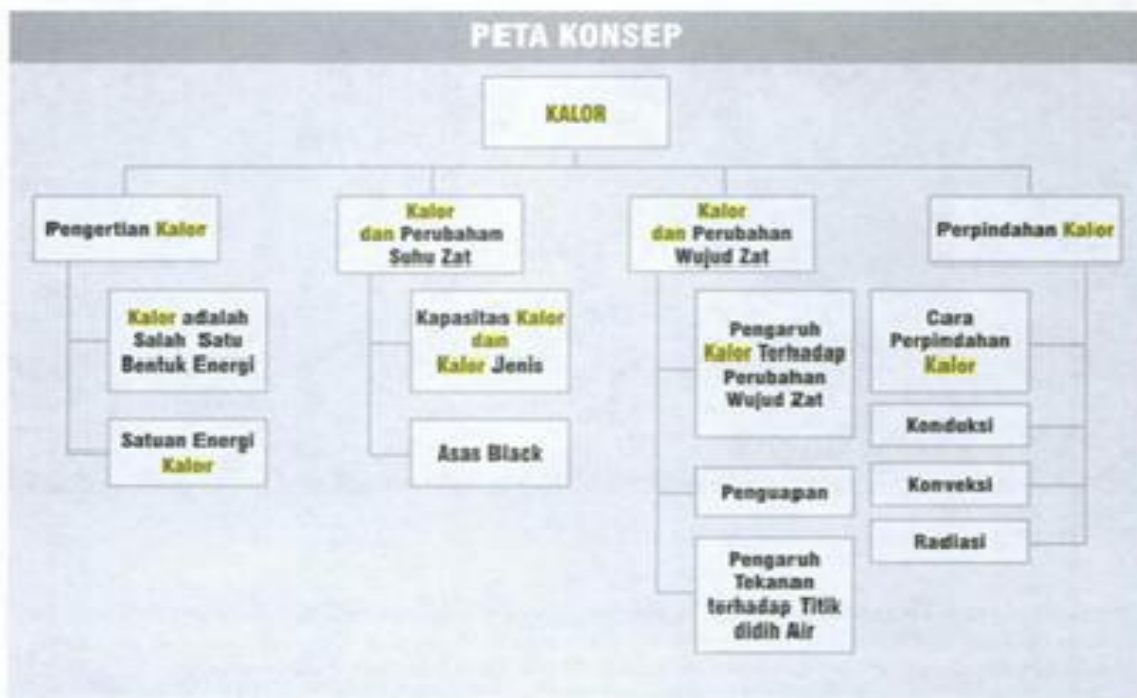 PETA KONSEP
KALOR
Pengertian Kalor
Kalor adalah
Salah Satu
Bentuk Energi
Satuan Energi
Kalor
Kalor
dan Perubaham
Suhu Zat
Kapasitas Kalor
dan
Kalor Jenis
Asas Black
Kalor
dan Perubahan
Wujud Zat
Pengaruh
Kalor Terhadap
Perubahan
Wujud Zat
Penguapan
Pengaruh
Tekanan
terhadap Titik
didih Air
Perpindahan Kalor
Cara
Perpindahan
Kalor
Konduksi
Konveksi
Radiasi